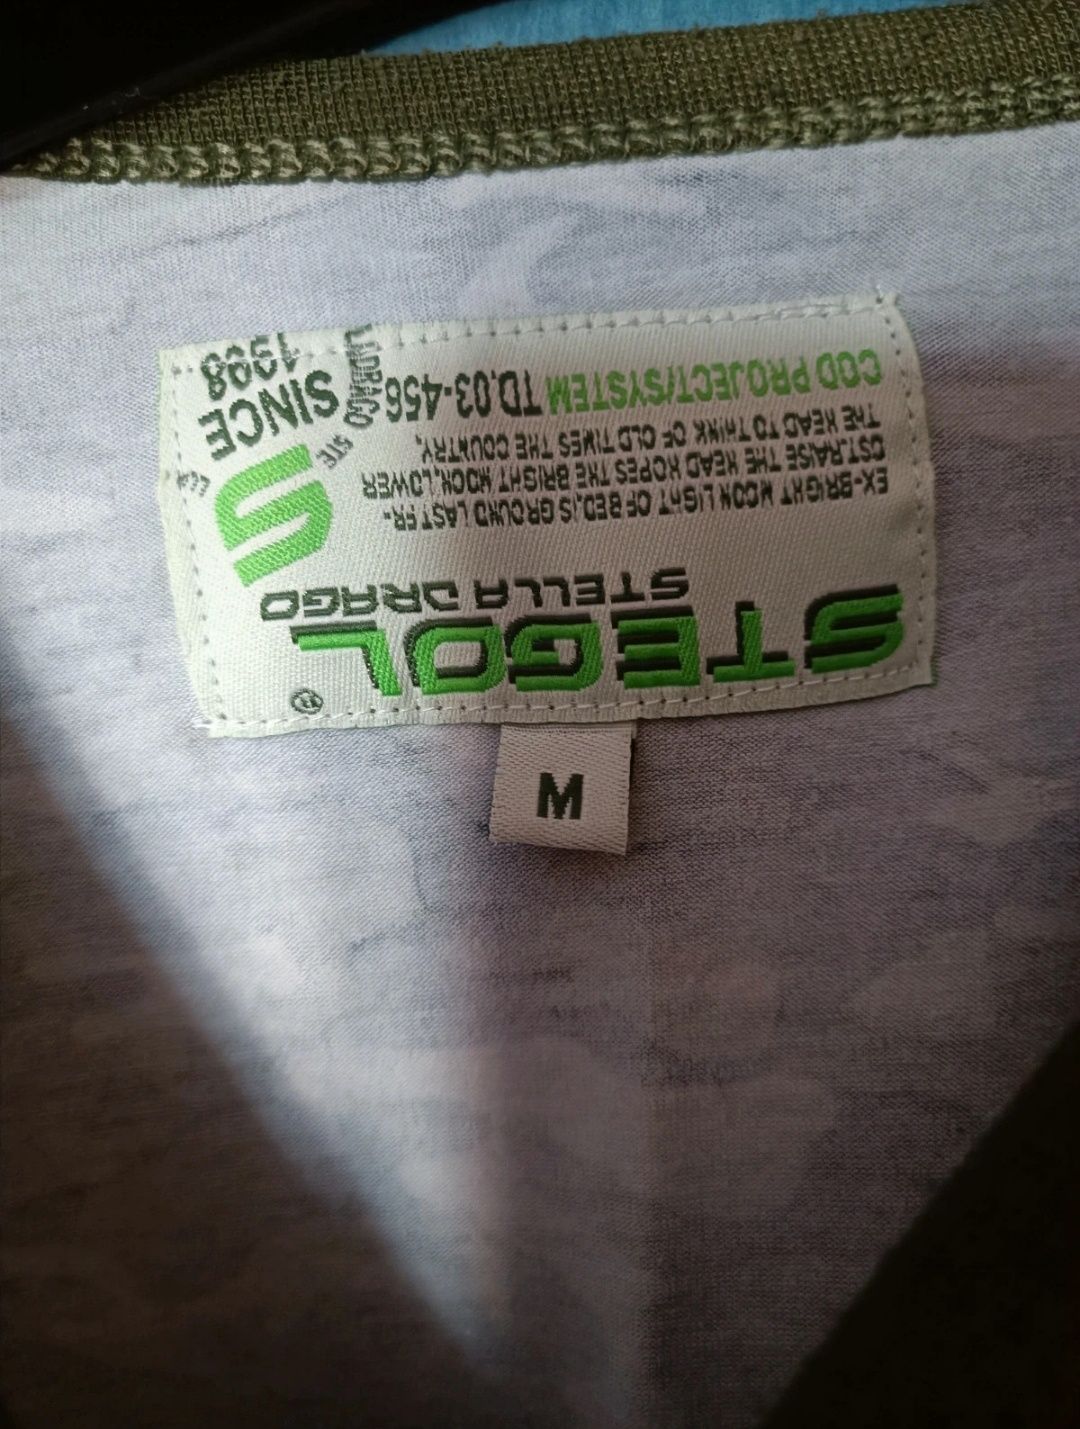 STEGOL
STELLA DRAGO
®
EX-BRIGHT MOON LIGHT OF BED,IS GROUND LAST FR-
OST.RAISE THE HEAD HOPES THE BRIGHT MOON,LOWER
THE HEAD TO THINK OF OLD TIMES THE COUNTRY,
COD PROJECT/SYSTEM TD.03-456
S
SINCE
1998
M